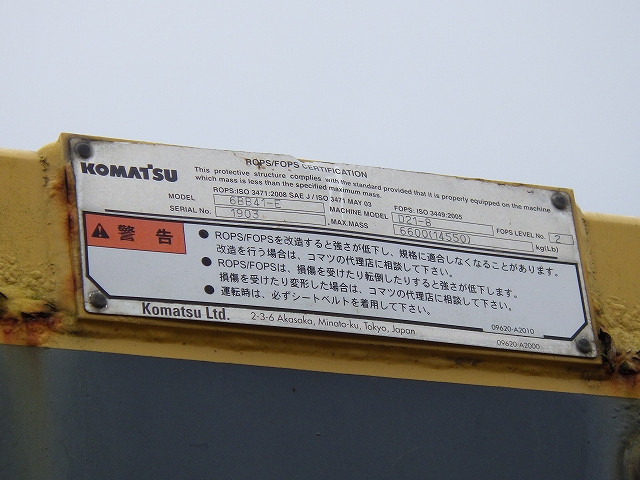 KOMATSU
ROPS/FOPS CERTIFICATION
This protective structure complies with the standard provided that it is properly equipped on the machine
which mass is less than the specified maximum mass.
ROPS:ISO 3471:2008 SAE J / ISO 3471 MAY 03 FOPS:ISO 3449:2005
MODEL 6BB41-E MACHINE MODEL D21-8 FOPS LEVEL No. 2
SERIAL No. 1903 MAX.MASS 6600(14550) kg(Lb)
警告
● ROPS/FOPSを改造すると強さが低下し、規格に適合しなくなることがあります。
改造を行う場合は、コマツの代理店に相談して下さい。
● ROPS/FOPSは、損傷を受けたり転倒したりすると強さが低下します。
損傷を受けたり変形した場合は、コマツの代理店に相談して下さい。
● 運転時は、必ずシートベルトを着用して下さい。
09620-A2010
Komatsu Ltd. 2-3-6 Akasaka, Minato-ku, Tokyo, Japan
09620-A2000